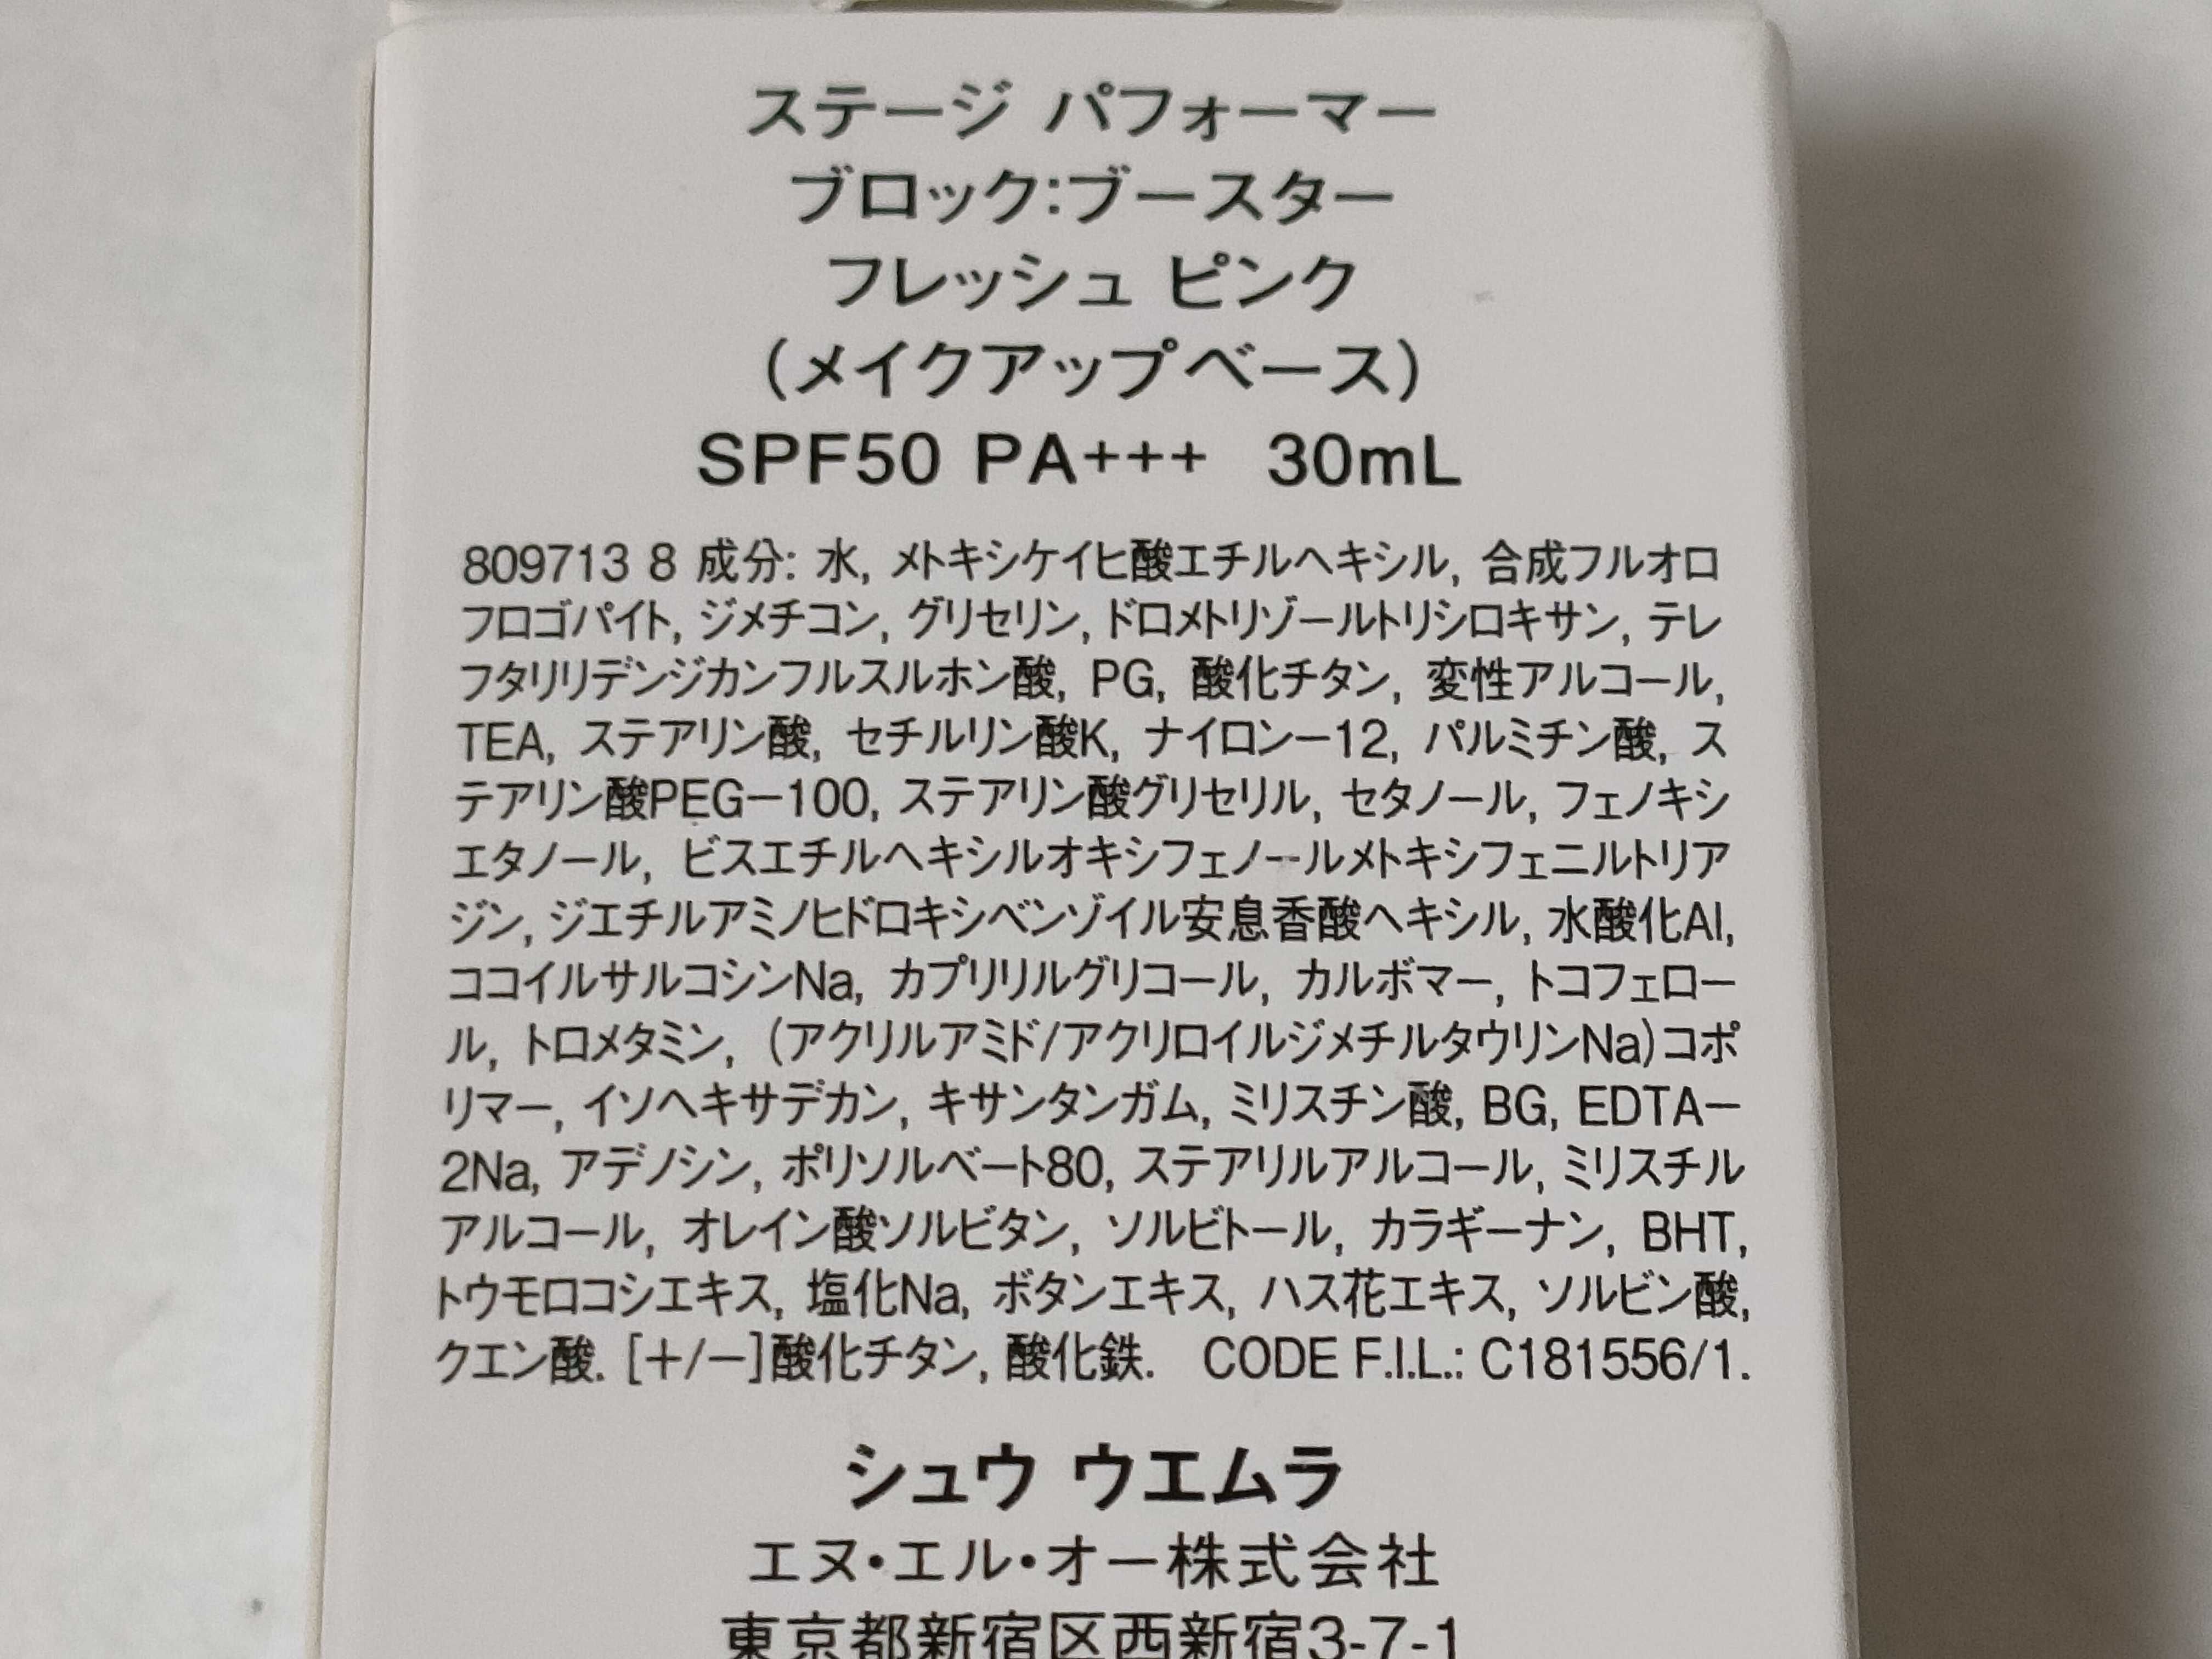 ステージ パフォーマー
ブロック:ブースター
フレッシュ ピンク
(メイクアップベース)
SPF50 PA+++ 30mL
809713 8 成分: 水, メトキシケイヒ酸エチルヘキシル, 合成フルオロ
フロゴパイト, ジメチコン, グリセリン, ドロメトリゾールトリシロキサン, テレ
フタリリデンジカンフルスルホン酸, PG, 酸化チタン, 変性アルコール,
TEA, ステアリン酸, セチルリン酸K, ナイロンー12, パルミチン酸, ス
テアリン酸PEGー100, ステアリン酸グリセリル, セタノール, フェノキシ
エタノール, ビスエチルヘキシルオキシフェノールメトキシフェニルトリア
ジン, ジエチルアミノヒドロキシベンゾイル安息香酸ヘキシル, 水酸化Al,
ココイルサルコシンNa, カプリリルグリコール, カルボマー, トコフェロー
ル, トロメタミン, (アクリルアミド/アクリロイルジメチルタウリンNa)コポ
リマー, イソヘキサデカン, キサンタンガム, ミリスチン酸, BG, EDTAー
2Na, アデノシン, ポリソルベート80, ステアリルアルコール, ミリスチル
アルコール, オレイン酸ソルビタン, ソルビトール, カラギーナン, BHT,
トウモロコシエキス, 塩化Na, ボタンエキス, ハス花エキス, ソルビン酸,
クエン酸. [+/ー]酸化チタン, 酸化鉄. CODE F.I.L.: C181556/1.
シュウ ウエムラ
エヌ・エル・オー株式会社
東京都新宿区西新宿3-7-1